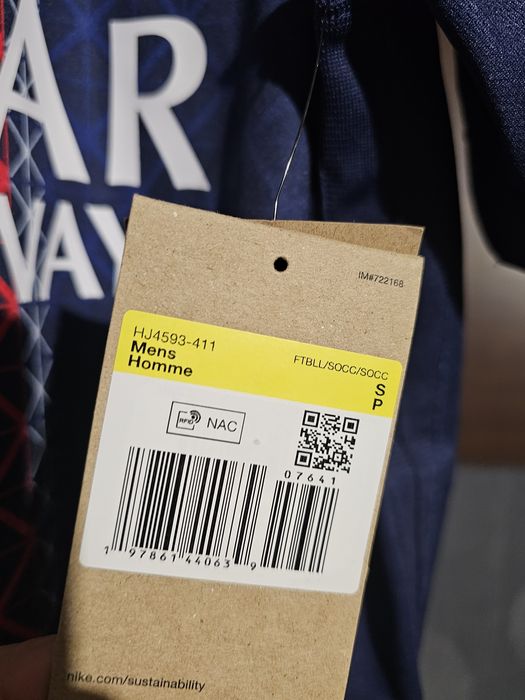 AR
WAY
IM#722168
HJ4593-411
Mens
Homme
FTBLL/SOCC/SOCC
S
P
RFID
NAC
07641
1 97861 44063 9
nike.com/sustainability